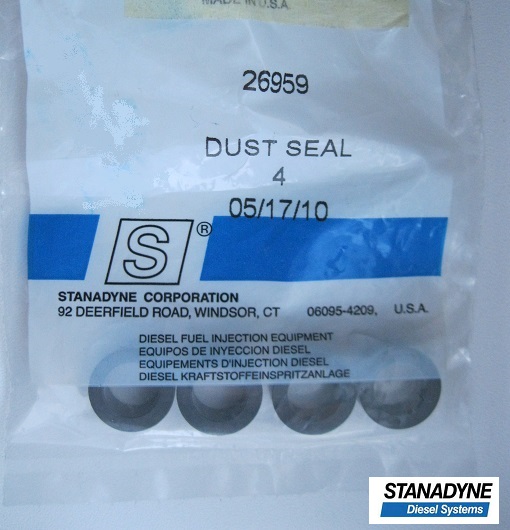 MADE IN U.S.A.
26959
DUST SEAL
4
05/17/10
S®
STANADYNE CORPORATION
92 DEERFIELD ROAD, WINDSOR, CT 06095-4209, U.S.A.
DIESEL FUEL INJECTION EQUIPMENT
EQUIPOS DE INYECCION DIESEL
EQUIPEMENTS D'INJECTION DIESEL
DIESEL KRAFTSTOFFEINSPRITZANLAGE
STANADYNE
Diesel Systems